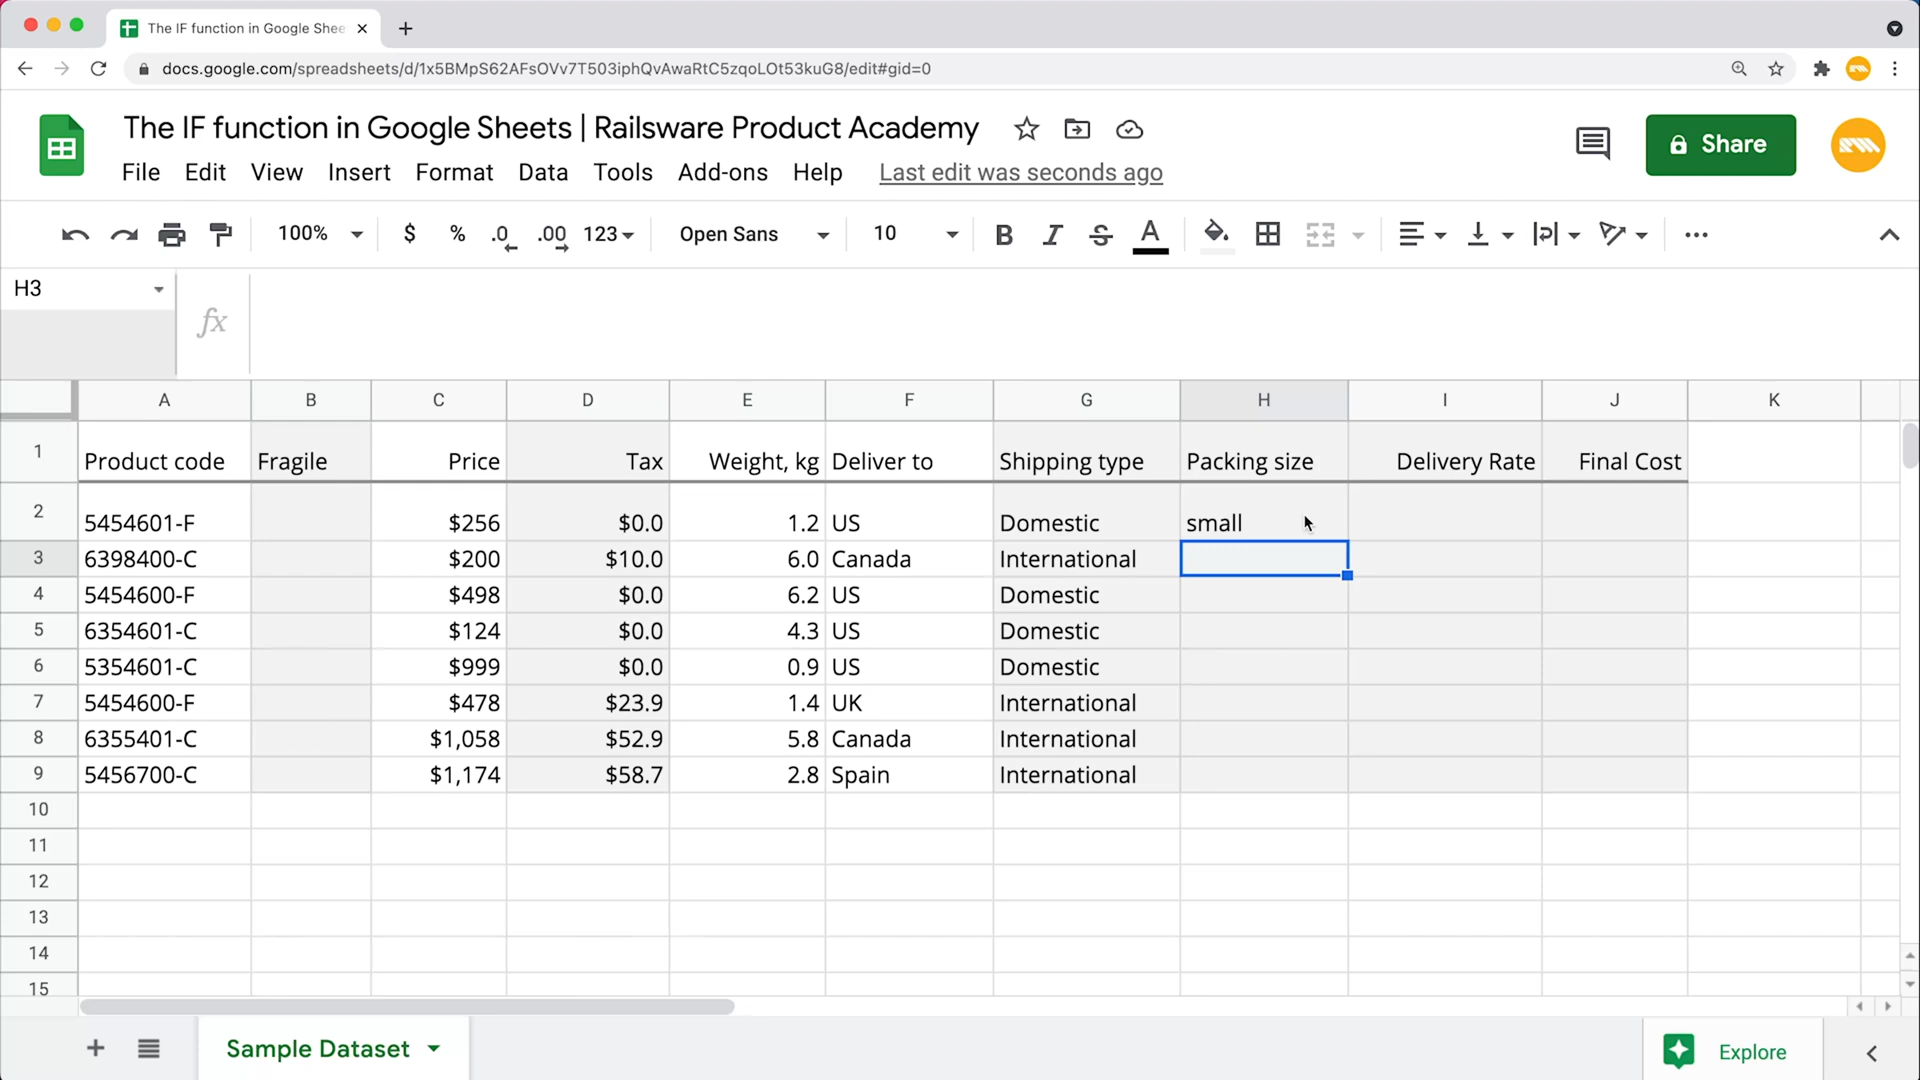 The IF function in Google Shee
docs.google.com/spreadsheets/d/1x5BMpS62AFsOVv7T503iphQvAwaRtC5zqoLOt53kuG8/edit#gid=0
The IF function in Google Sheets | Railsware Product Academy
Share
File Edit View Insert Format Data Tools Add-ons Help Last edit was seconds ago
100% $ % .0 .00 123 Open Sans 10 B I S A
H3
fx
A B C D E F G H I J K
1 Product code Fragile Price Tax Weight, kg Deliver to Shipping type Packing size Delivery Rate Final Cost
2 5454601-F $256 $0.0 1.2 US Domestic small
3 6398400-C $200 $10.0 6.0 Canada International
4 5454600-F $498 $0.0 6.2 US Domestic
5 6354601-C $124 $0.0 4.3 US Domestic
6 5354601-C $999 $0.0 0.9 US Domestic
7 5454600-F $478 $23.9 1.4 UK International
8 6355401-C $1,058 $52.9 5.8 Canada International
9 5456700-C $1,174 $58.7 2.8 Spain International
10
11
12
13
14
15
Sample Dataset Explore